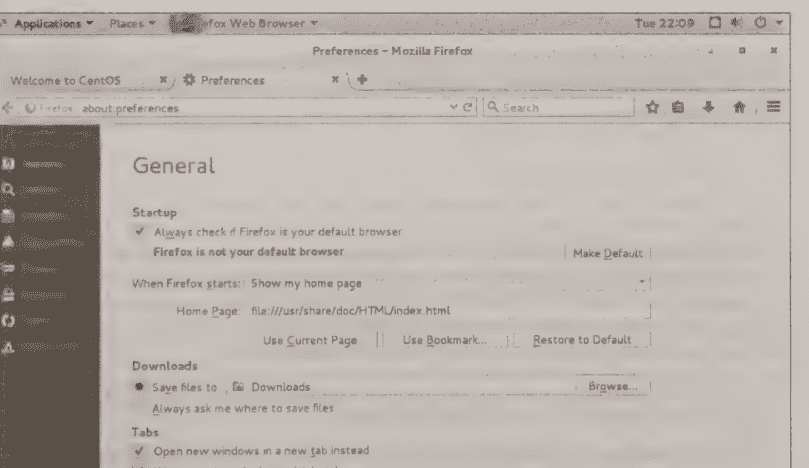 Applications ▾ Places ▾ efox Web Browser ▾ Tue 22:09
Preferences – Mozilla Firefox
Welcome to CentOS × Preferences × +
Firefox about:preferences Search
General
Startup
✓ Always check if Firefox is your default browser
Firefox is not your default browser Make Default
When Firefox starts: Show my home page
Home Page: file:///usr/share/doc/HTML/index.html
Use Current Page Use Bookmark... Restore to Default
Downloads
Save files to Downloads Browse...
Always ask me where to save files
Tabs
✓ Open new windows in a new tab instead